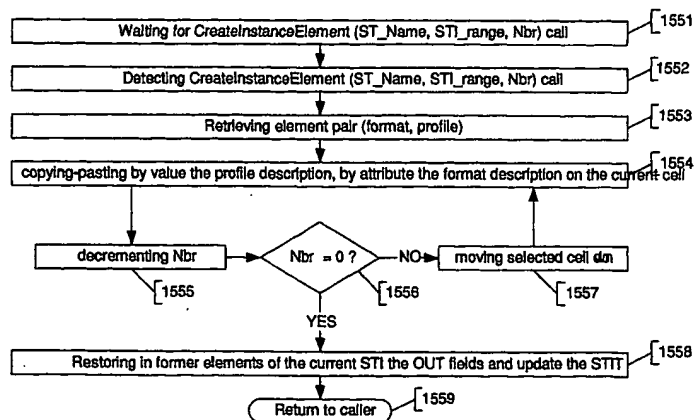 Waiting for CreateInstanceElement (ST_Name, STI_range, Nbr) call
1551
Detecting CreateInstanceElement (ST_Name, STI_range, Nbr) call
1552
Retrieving element pair (format, profile)
1553
copying-pasting by value the profile description, by attribute the format description on the current cell
1554
decrementing Nbr
1555
Nbr = 0 ?
1556
NO
moving selected cell
1557
YES
Restoring in former elements of the current STI the OUT fields and update the STIT
1558
Return to caller
1559